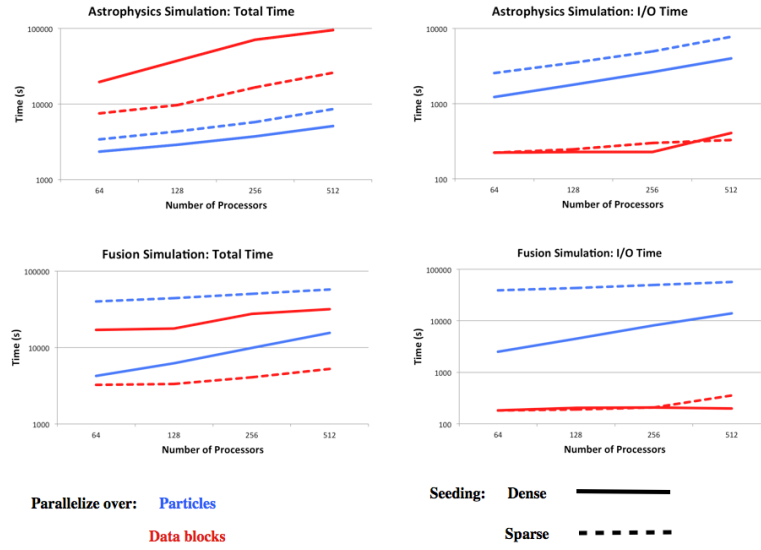 Astrophysics Simulation: Total Time
100000
10000
1000
Time (s)
64 128 256 512
Number of Processors
Astrophysics Simulation: I/O Time
10000
1000
100
Time (s)
64 128 256 512
Number of Processors
Fusion Simulation: Total Time
100000
10000
1000
Time (s)
64 128 256 512
Number of Processors
Fusion Simulation: I/O Time
100000
10000
1000
100
Time (s)
64 128 256 512
Number of Processors
Parallelize over: Particles
Data blocks
Seeding: Dense
Sparse